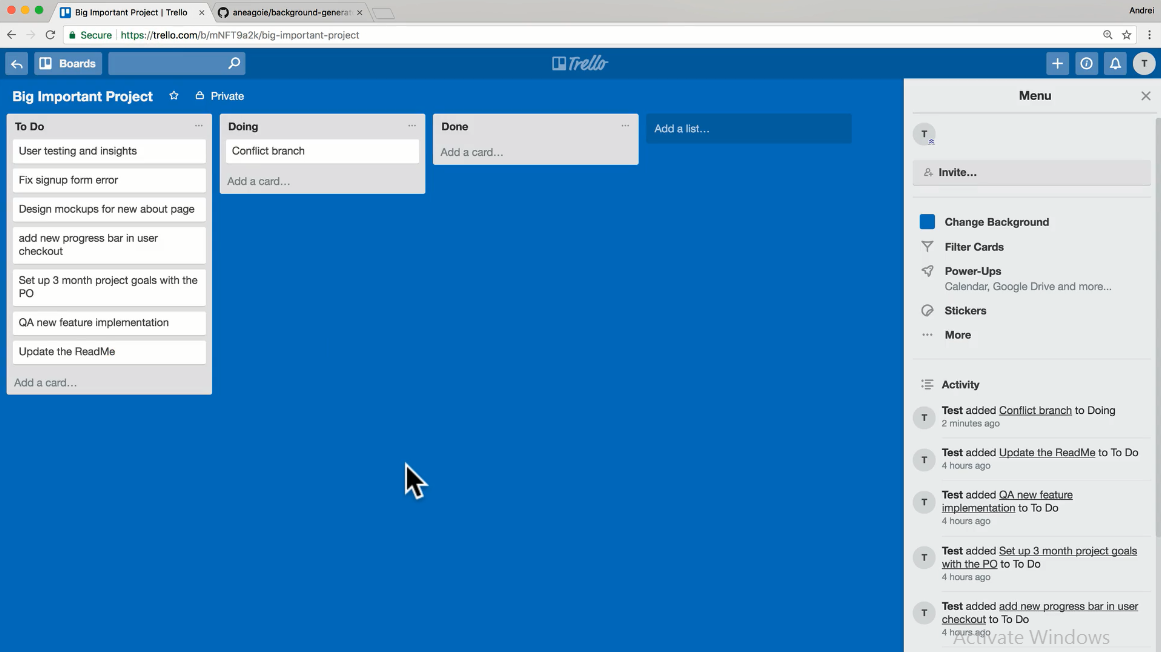 Big Important Project | Trello
aneagoie/background-generat
Andrei
Secure
https://trello.com/b/mNFT9a2k/big-important-project
Boards
Trello
T
Big Important Project
Private
To Do
User testing and insights
Fix signup form error
Design mockups for new about page
add new progress bar in user
checkout
Set up 3 month project goals with the
PO
QA new feature implementation
Update the ReadMe
Add a card...
Doing
Conflict branch
Add a card...
Done
Add a card...
Add a list...
Menu
T
Invite...
Change Background
Filter Cards
Power-Ups
Calendar, Google Drive and more...
Stickers
More
Activity
T
Test added Conflict branch to Doing
2 minutes ago
T
Test added Update the ReadMe to To Do
4 hours ago
T
Test added QA new feature
implementation to To Do
4 hours ago
T
Test added Set up 3 month project goals
with the PO to To Do
4 hours ago
T
Test added add new progress bar in user
checkout to To Do
4 hours ago
Activate Windows